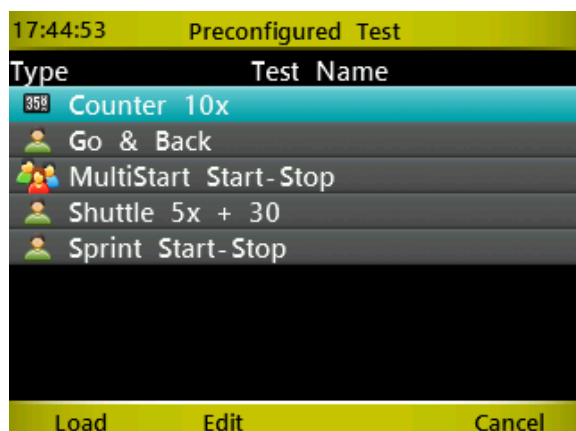 17:44:53 Preconfigured Test
Type Test Name
Counter 10x
Go & Back
MultiStart Start-Stop
Shuttle 5x + 30
Sprint Start-Stop
Load Edit Cancel